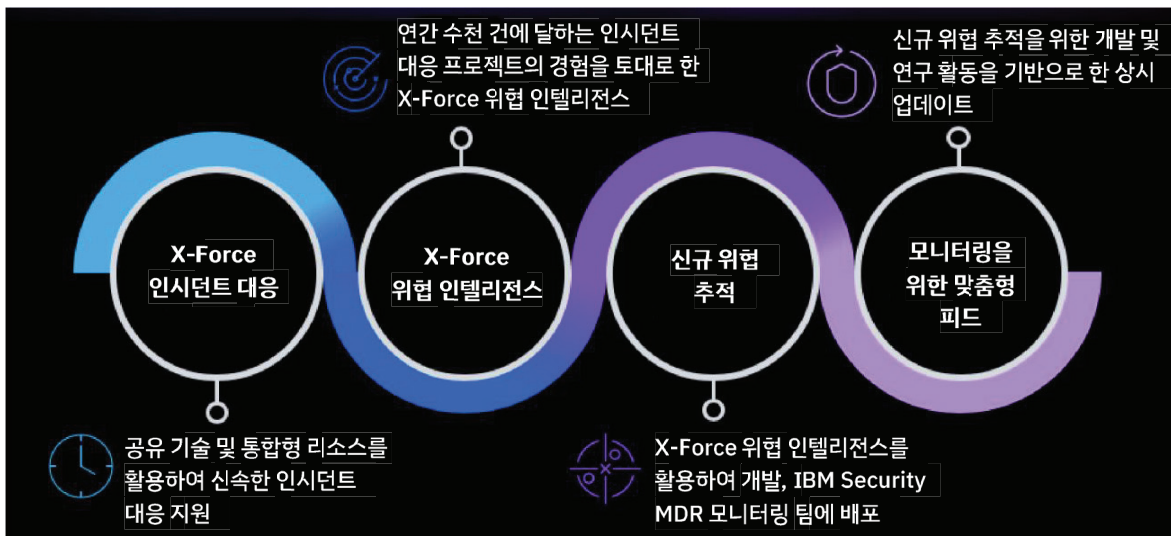 연간 수천 건에 달하는 인시던트
대응 프로젝트의 경험을 토대로 한
X-Force 위협 인텔리전스
신규 위협 추적을 위한 개발 및
연구 활동을 기반으로 한 상시
업데이트
X-Force
인시던트 대응
X-Force
위협 인텔리전스
신규 위협
추적
모니터링을
위한 맞춤형
피드
공유 기술 및 통합형 리소스를
활용하여 신속한 인시던트
대응 지원
X-Force 위협 인텔리전스를
활용하여 개발, IBM Security
MDR 모니터링 팀에 배포